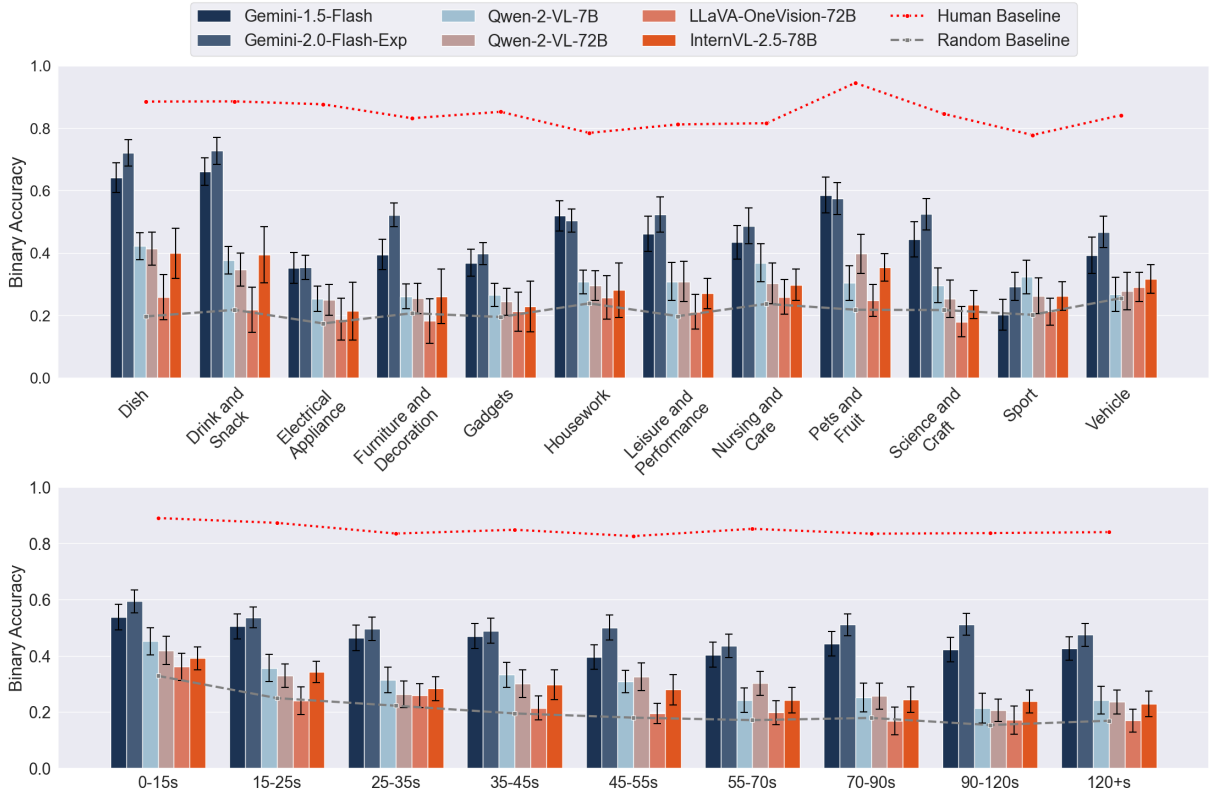 Gemini-1.5-Flash
Gemini-2.0-Flash-Exp
Qwen-2-VL-7B
Qwen-2-VL-72B
LLaVA-OneVision-72B
InternVL-2.5-78B
Human Baseline
Random Baseline
Binary Accuracy
1.0
0.8
0.6
0.4
0.2
0.0
Dish
Drink and
Snack
Electrical
Appliance
Furniture and
Decoration
Gadgets
Housework
Leisure and
Performance
Nursing and
Care
Pets and
Fruit
Science and
Craft
Sport
Vehicle
Binary Accuracy
1.0
0.8
0.6
0.4
0.2
0.0
0-15s
15-25s
25-35s
35-45s
45-55s
55-70s
70-90s
90-120s
120+s